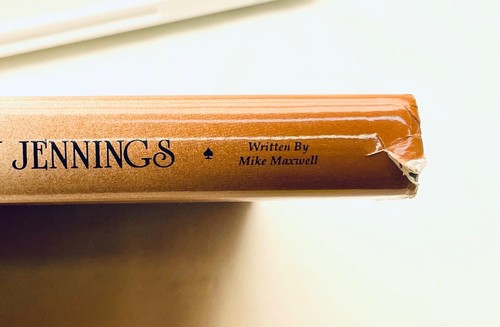 JENNINGS ♠ Written By
Mike Maxwell